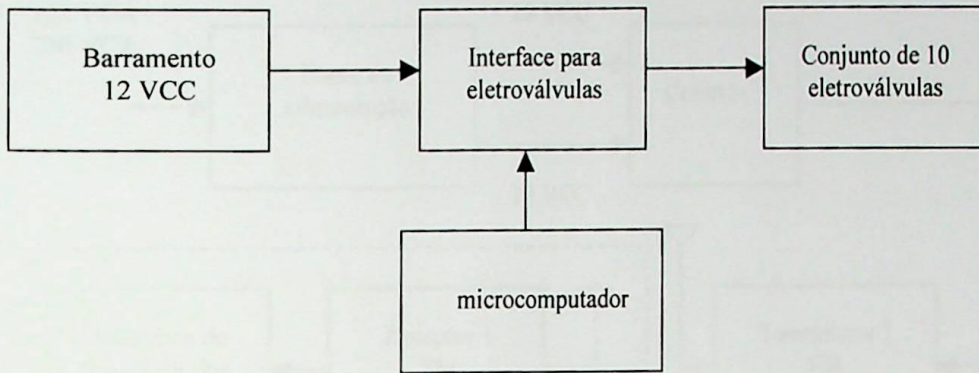 Barramento
12 VCC
Interface para
eletroválvulas
Conjunto de 10
eletroválvulas
microcomputador